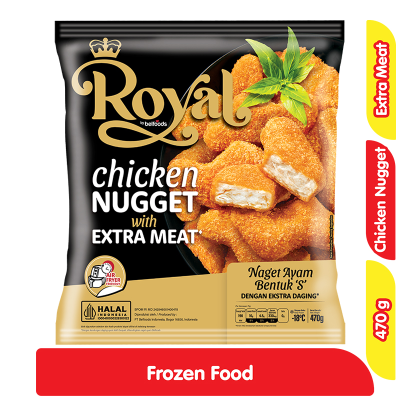 Royal
by belfoods
chicken
NUGGET
with
EXTRA MEAT*
AIR
FRYER
Naget Ayam
Bentuk 'S'
DENGAN EKSTRA DAGING*
HALAL
INDONESIA
-18°C
470g
Extra Meat
Chicken Nugget
470 g
Frozen Food